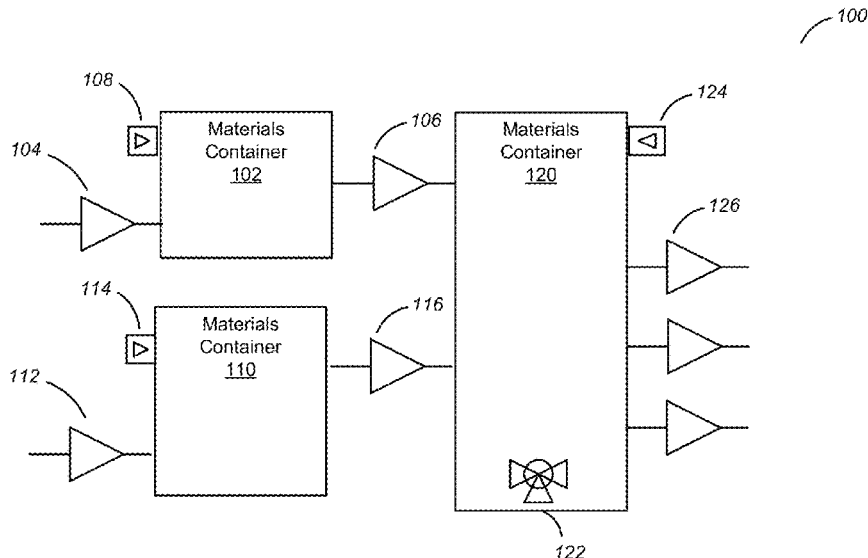 100
108
Materials
Container
102
106
Materials
Container
120
124
104
126
114
Materials
Container
110
116
112
122